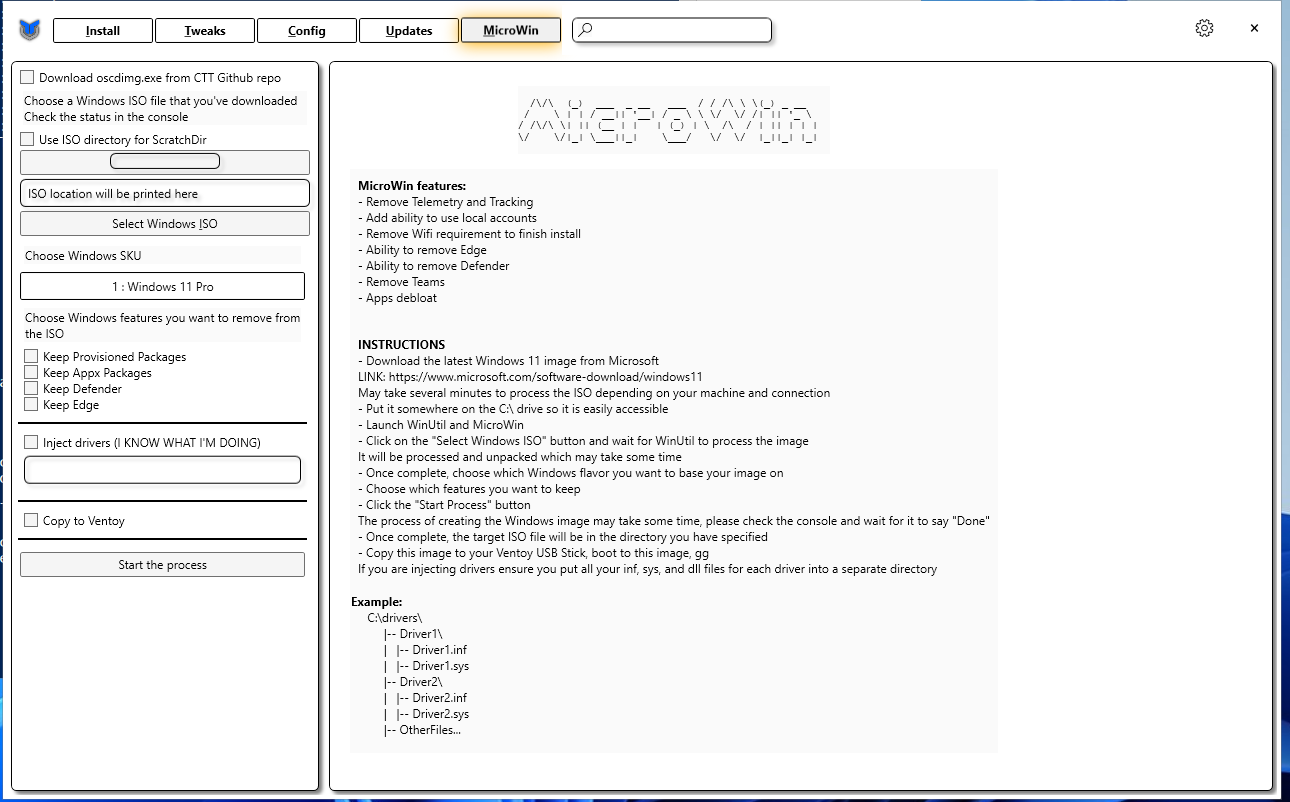 Install
Tweaks
Config
Updates
MicroWin
Download oscdimg.exe from CTT Github repo
Choose a Windows ISO file that you've downloaded
Check the status in the console
Use ISO directory for ScratchDir
ISO location will be printed here
Select Windows ISO
Choose Windows SKU
1 : Windows 11 Pro
Choose Windows features you want to remove from
the ISO
Keep Provisioned Packages
Keep Appx Packages
Keep Defender
Keep Edge
Inject drivers (I KNOW WHAT I'M DOING)
Copy to Ventoy
Start the process
MicroWin
MicroWin features:
- Remove Telemetry and Tracking
- Add ability to use local accounts
- Remove Wifi requirement to finish install
- Ability to remove Edge
- Ability to remove Defender
- Remove Teams
- Apps debloat
INSTRUCTIONS
- Download the latest Windows 11 image from Microsoft
LINK: https://www.microsoft.com/software-download/windows11
May take several minutes to process the ISO depending on your machine and connection
- Put it somewhere on the C:\ drive so it is easily accessible
- Launch WinUtil and MicroWin
- Click on the "Select Windows ISO" button and wait for WinUtil to process the image
It will be processed and unpacked which may take some time
- Once complete, choose which Windows flavor you want to base your image on
- Choose which features you want to keep
- Click the "Start Process" button
The process of creating the Windows image may take some time, please check the console and wait for it to say "Done"
- Once complete, the target ISO file will be in the directory you have specified
- Copy this image to your Ventoy USB Stick, boot to this image, gg
If you are injecting drivers ensure you put all your inf, sys, and dll files for each driver into a separate directory
Example:
C:\drivers\
|-- Driver1\
| |-- Driver1.inf
| |-- Driver1.sys
|-- Driver2\
| |-- Driver2.inf
| |-- Driver2.sys
|-- OtherFiles...